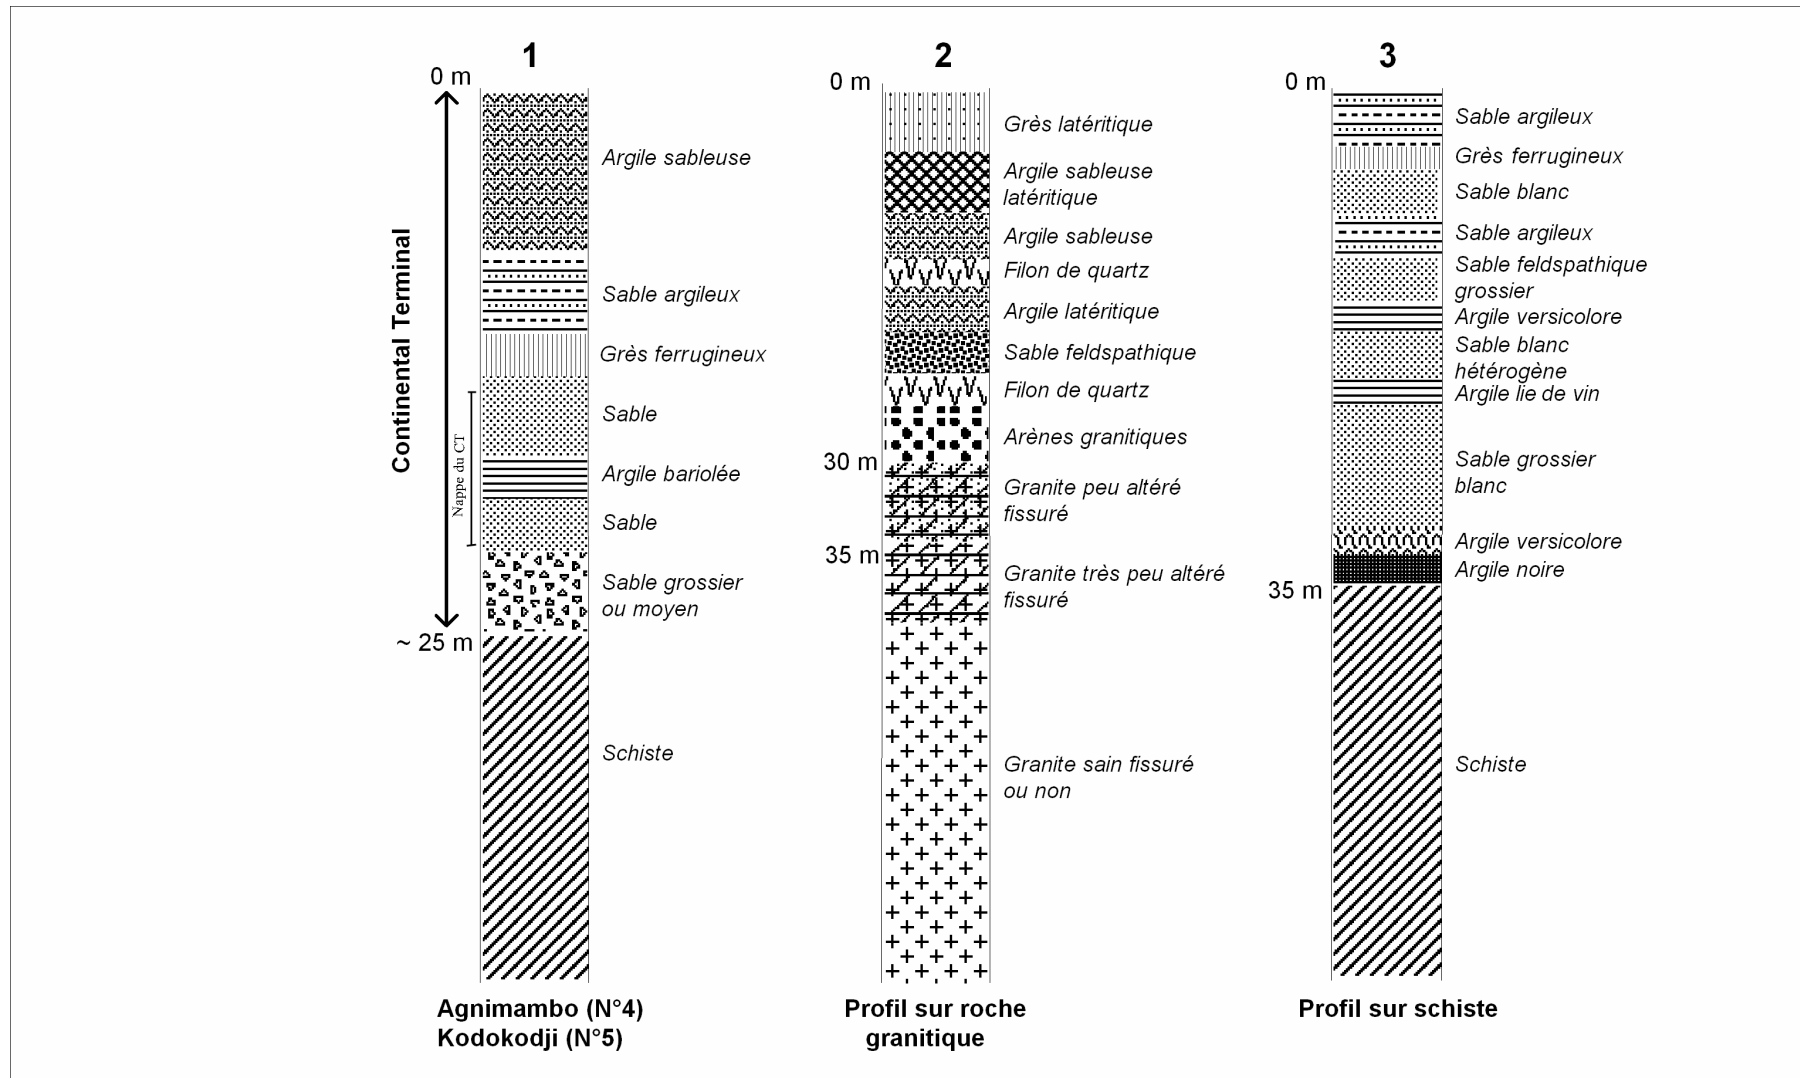 1
0 m
Continental Terminal
Nappe du CT
Argile sableuse
Sable argileux
Grès ferrugineux
Sable
Argile bariolée
Sable
Sable grossier
ou moyen
~ 25 m
Schiste
Agnimambo (N°4)
Kodokodji (N°5)
2
0 m
Grès latéritique
Argile sableuse
latéritique
Argile sableuse
Filon de quartz
Argile latéritique
Sable feldspathique
Filon de quartz
Arènes granitiques
30 m
Granite peu altéré
fissuré
35 m
Granite très peu altéré
fissuré
Granite sain fissuré
ou non
Profil sur roche
granitique
3
0 m
Sable argileux
Grès ferrugineux
Sable blanc
Sable argileux
Sable feldspathique
grossier
Argile versicolore
Sable blanc
hétérogène
Argile lie de vin
Sable grossier
blanc
Argile versicolore
Argile noire
35 m
Schiste
Profil sur schiste